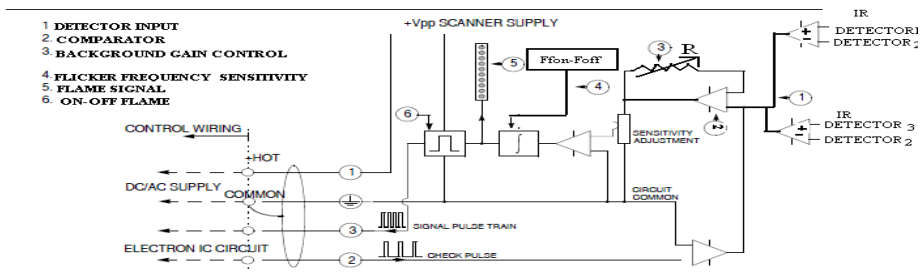 1 DETECTOR INPUT
2. COMPARATOR
3. BACKGROUND GAIN CONTROL
4. FLICKER FREQUENCY SENSITIVITY
5. FLAME SIGNAL
6. ON-OFF FLAME
+Vpp SCANNER SUPPLY
Ffon-Foff
5
4
3
R
IR
DETECTOR1
DETECTOR 2
1
2
IR
DETECTOR 3
DETECTOR 2
6
SENSITIVITY
ADJUSTMENT
CONTROL WIRING
+HOT
1
DC/AC SUPPLY
COMMON
CIRCUIT
COMMON
3
SIGNAL PULSE TRAIN
ELECTRON IC CIRCUIT
2
CHECK PULSE